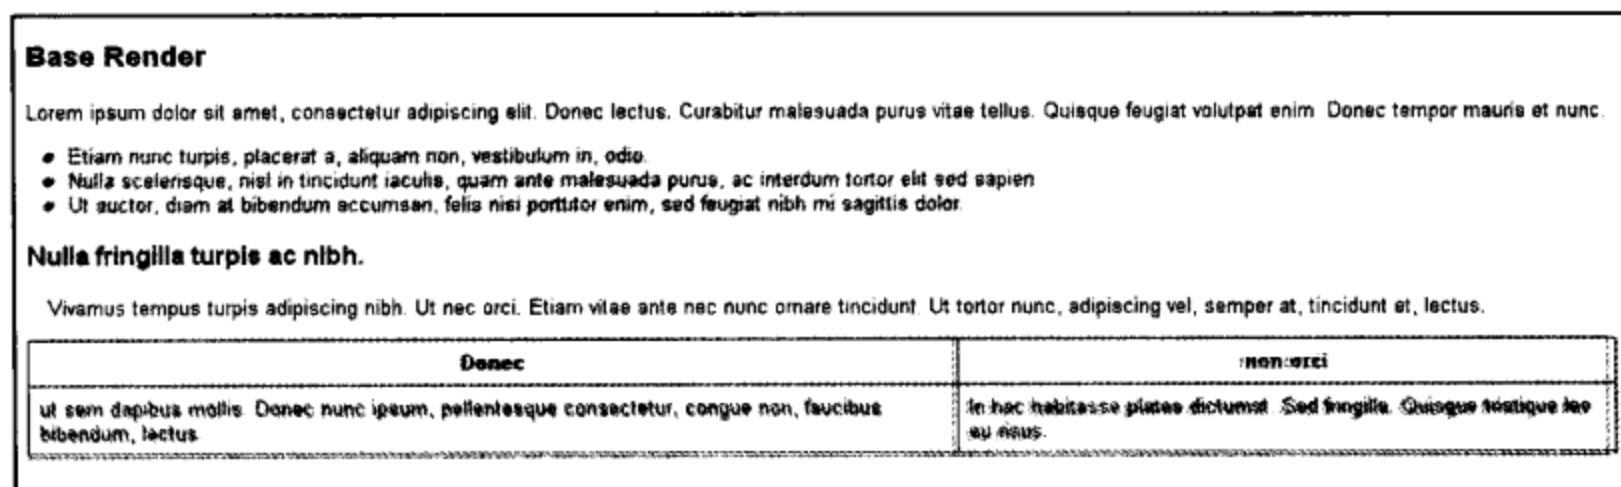 Base Render
Lorem ipsum dolor sit amet, consectetur adipiscing elit. Donec lectus. Curabitur malesuada purus vitae tellus. Quisque feugiat volutpat enim. Donec tempor mauris et nunc.
Etiam nunc turpis, placerat a, aliquam non, vestibulum in, odio.
Nulla scelerisque, nisl in tincidunt iaculis, quam ante malesuada purus, ac interdum tortor elit sed sapien
Ut auctor, diam at bibendum accumsan, felis nisi porttitor enim, sed feugiat nibh mi sagittis dolor.
Nulla fringilla turpis ac nibh.
Vivamus tempus turpis adipiscing nibh. Ut nec orci. Etiam vitae ante nec nunc ornare tincidunt. Ut tortor nunc, adipiscing vel, semper at, tincidunt et, lectus.
Donec
non orci
ut sem dapibus mollis. Donec nunc ipsum, pellentesque consectetur, congue non, faucibus
bibendum, lectus
In hac habitasse platea dictumst. Sed fringilla. Quisque tristique leo
eu risus.